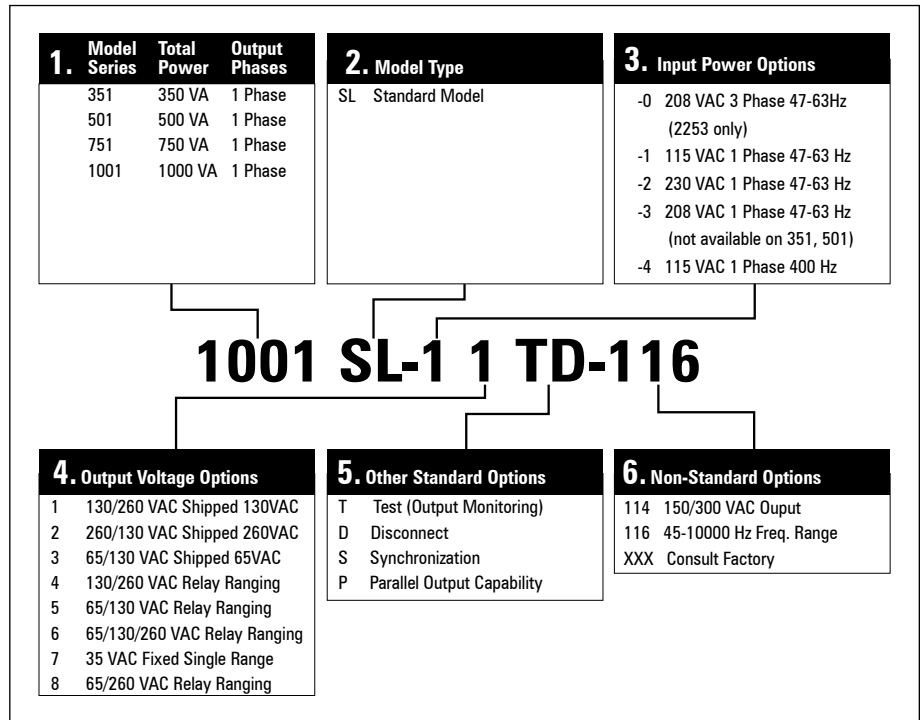 1. Model Series Total Power Output Phases
351 350 VA 1 Phase
501 500 VA 1 Phase
751 750 VA 1 Phase
1001 1000 VA 1 Phase
2. Model Type
SL Standard Model
3. Input Power Options
-0 208 VAC 3 Phase 47-63Hz
(2253 only)
-1 115 VAC 1 Phase 47-63 Hz
-2 230 VAC 1 Phase 47-63 Hz
-3 208 VAC 1 Phase 47-63 Hz
(not available on 351, 501)
-4 115 VAC 1 Phase 400 Hz
1001 SL-1 1 TD-116
4. Output Voltage Options
1 130/260 VAC Shipped 130VAC
2 260/130 VAC Shipped 260VAC
3 65/130 VAC Shipped 65VAC
4 130/260 VAC Relay Ranging
5 65/130 VAC Relay Ranging
6 65/130/260 VAC Relay Ranging
7 35 VAC Fixed Single Range
8 65/260 VAC Relay Ranging
5. Other Standard Options
T Test (Output Monitoring)
D Disconnect
S Synchronization
P Parallel Output Capability
6. Non-Standard Options
114 150/300 VAC Ouput
116 45-10000 Hz Freq. Range
XXX Consult Factory